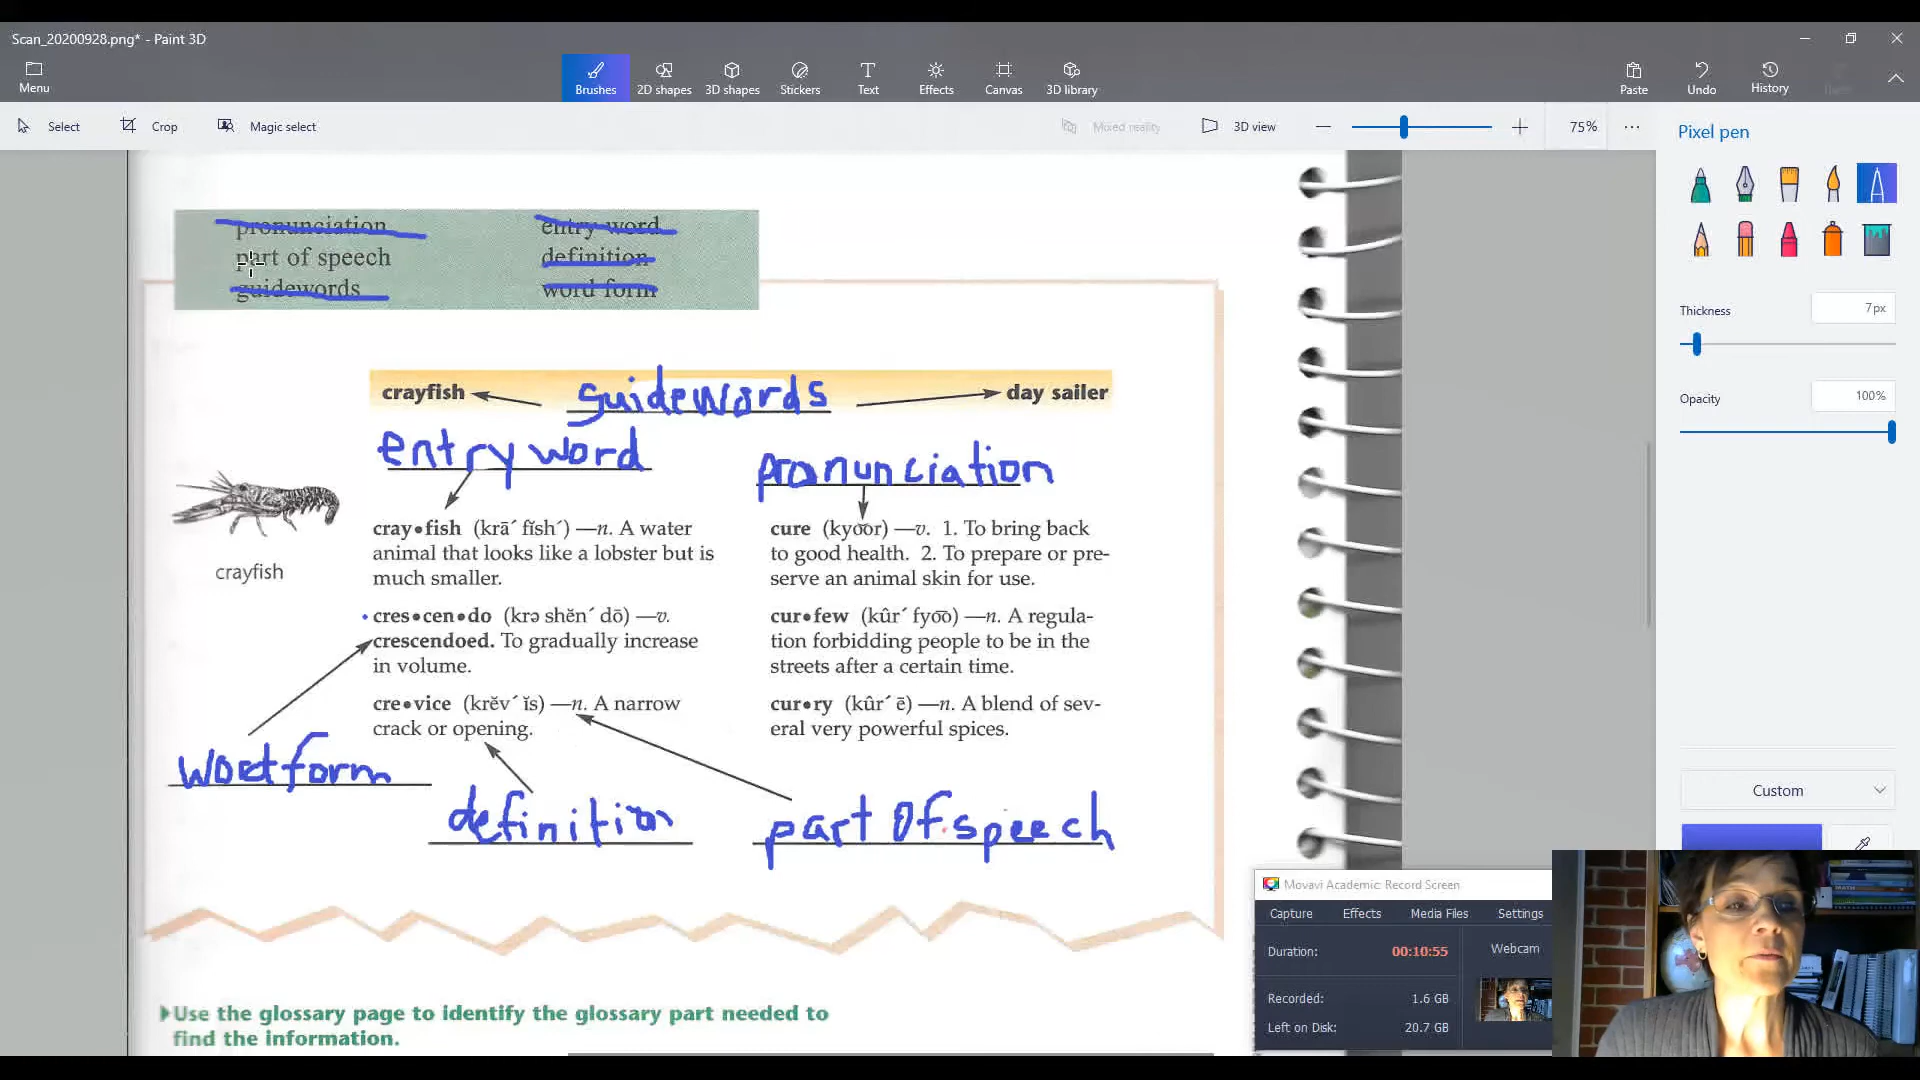 Scan_20200928.png* - Paint 3D
Menu
Brushes
2D shapes
3D shapes
Stickers
Text
Effects
Canvas
3D library
Paste
Undo
History
Select
Crop
Magic select
Mixed reality
3D view
75%
Pixel pen
Thickness
7px
Opacity
100%
Custom
pronunciation entry word
part of speech definition
guidewords word form
crayfish guidewords day sailer
entry word
pronunciation
cray•fish (krā´ fĭsh´) —n. A water
animal that looks like a lobster but is
much smaller.
cres•cen•do (krə shĕn´ dō) —v.
crescendoed. To gradually increase
in volume.
cre•vice (krĕv´ ĭs) —n. A narrow
crack or opening.
cure (kyo͝or) —v. 1. To bring back
to good health. 2. To prepare or pre-
serve an animal skin for use.
cur•few (kûr´ fyo͞o) —n. A regula-
tion forbidding people to be in the
streets after a certain time.
cur•ry (kûr´ ē) —n. A blend of sev-
eral very powerful spices.
crayfish
form
definition
part of speech
Use the glossary page to identify the glossary part needed to
find the information.
Movavi Academic: Record Screen
Capture Effects Media Files Settings
Duration: 00:10:55
Webcam
Recorded: 1.6 GB
Left on Disk: 20.7 GB